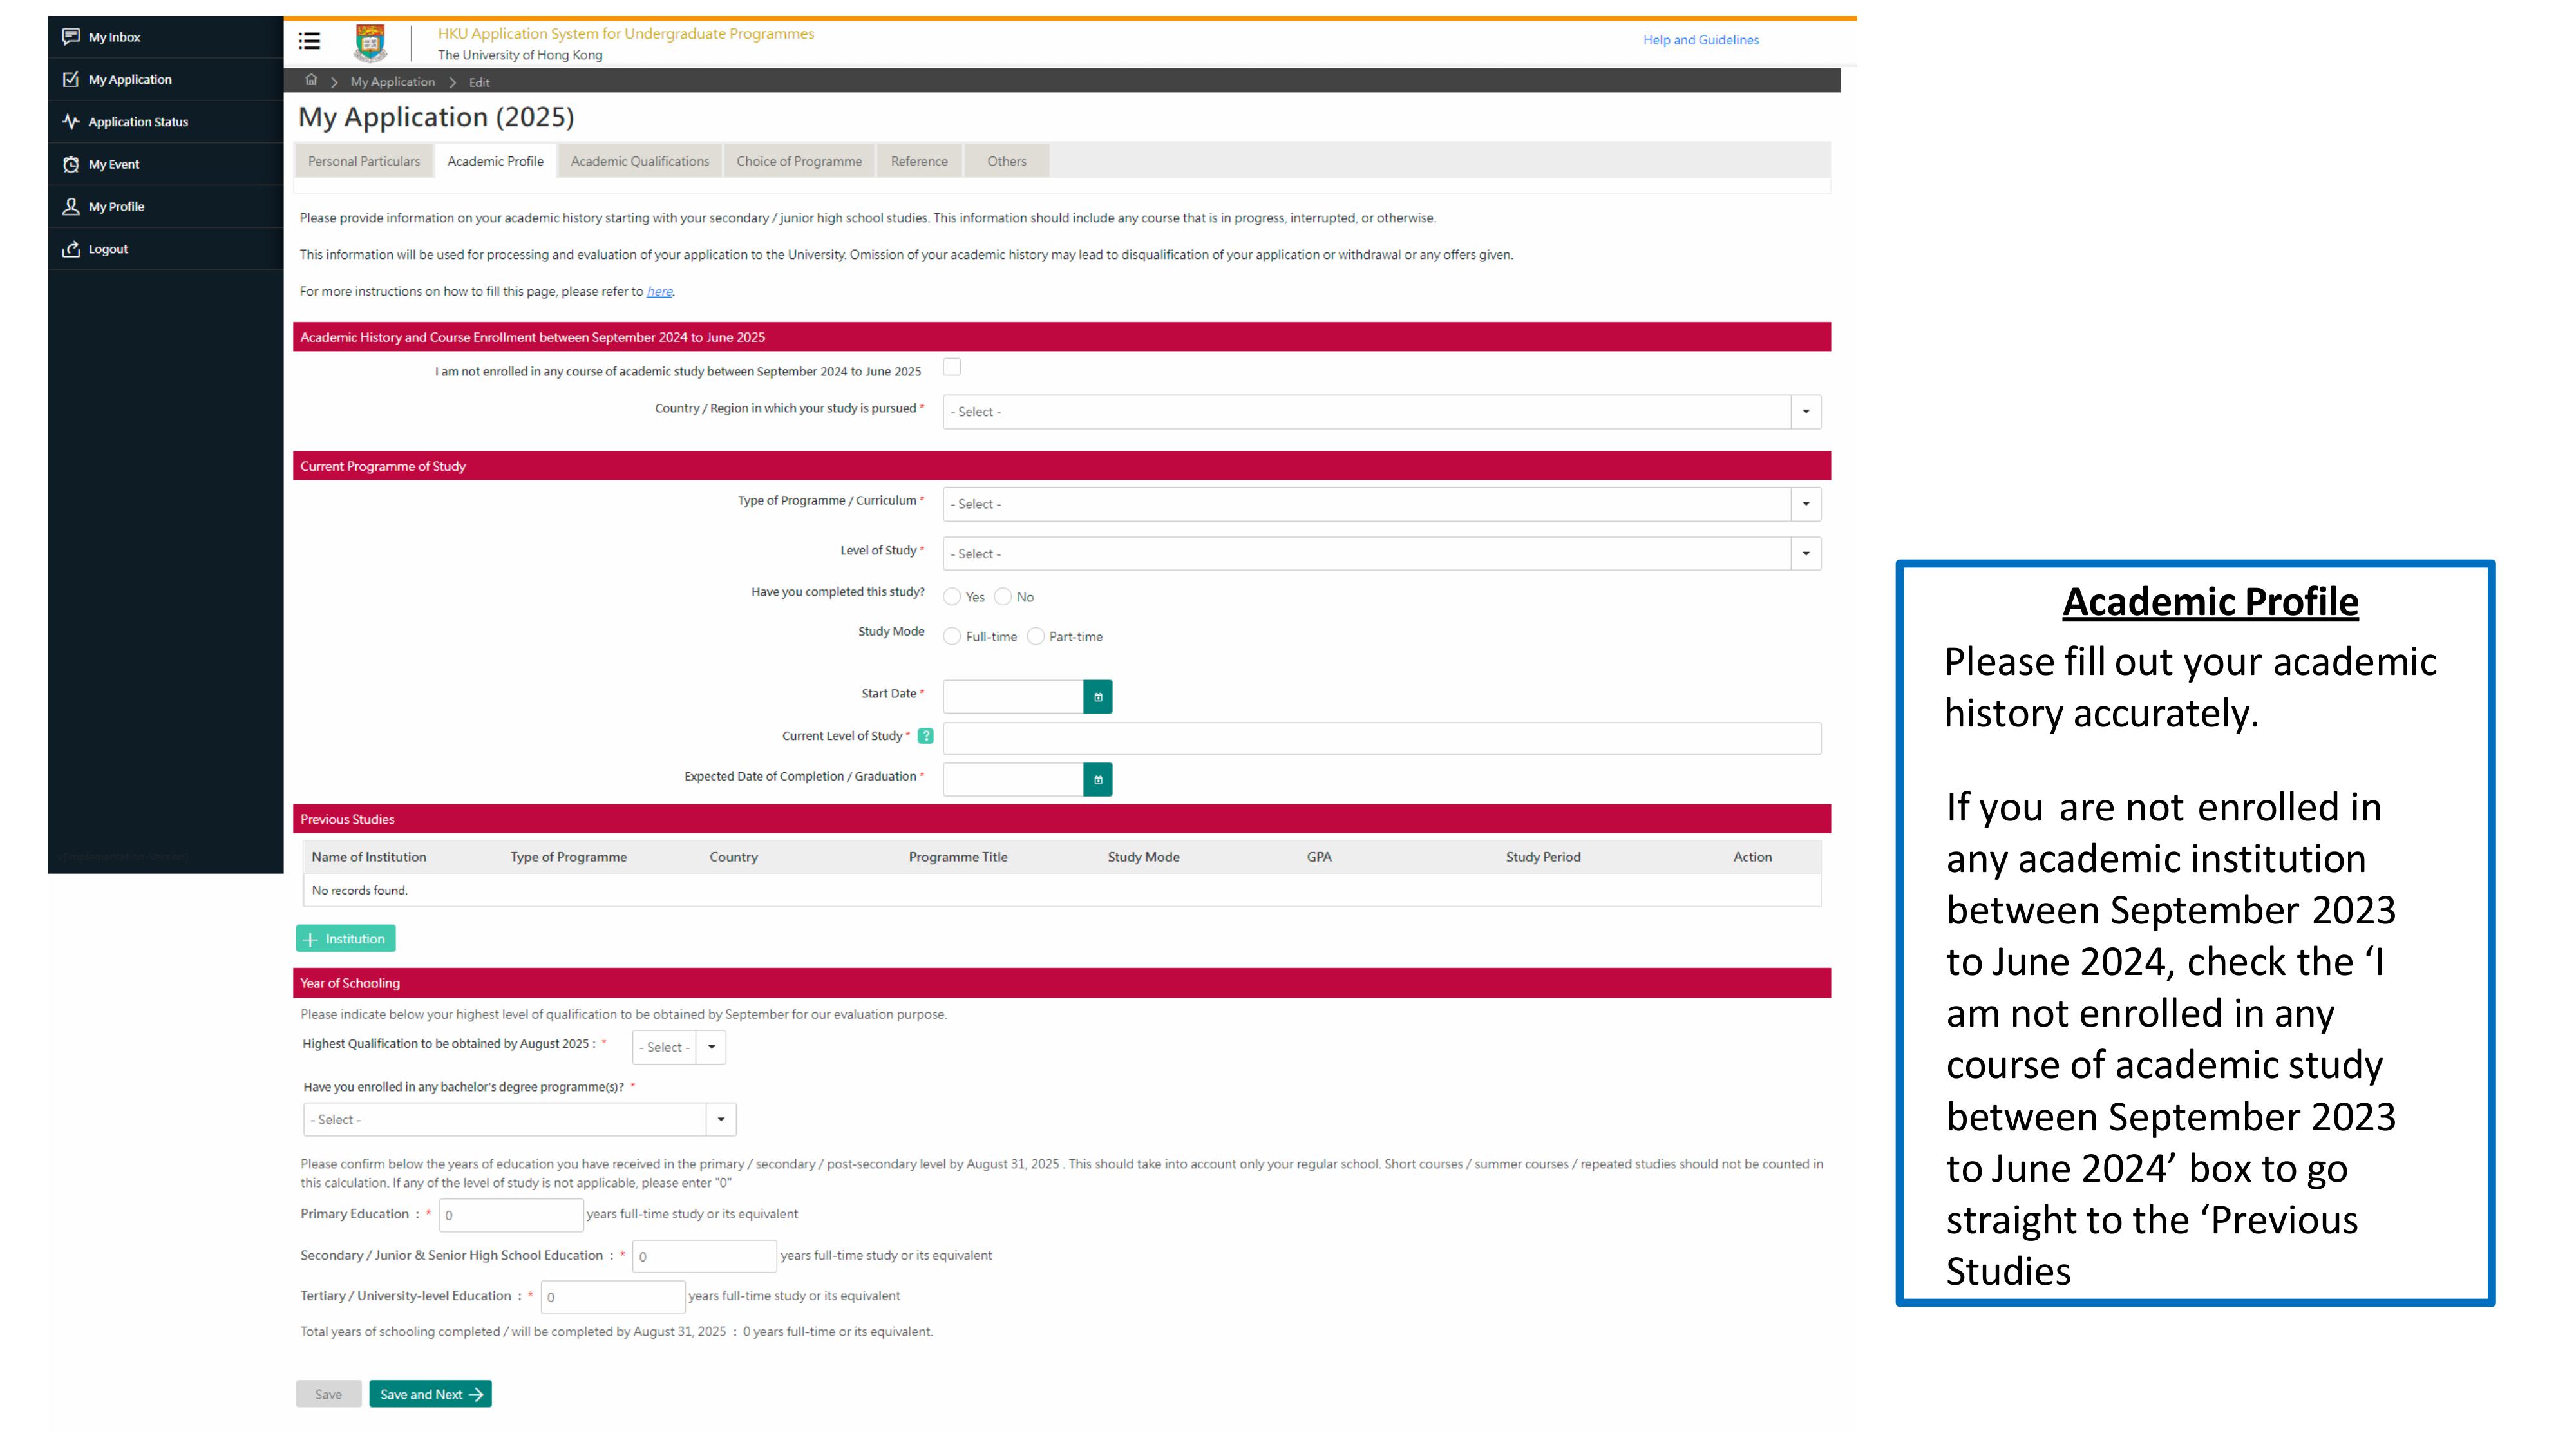 My Inbox
My Application
Application Status
My Event
My Profile
Logout
HKU Application System for Undergraduate Programmes
The University of Hong Kong
Help and Guidelines
My Application > Edit
My Application (2025)
Personal Particulars Academic Profile Academic Qualifications Choice of Programme Reference Others
Please provide information on your academic history starting with your secondary / junior high school studies. This information should include any course that is in progress, interrupted, or otherwise.
This information will be used for processing and evaluation of your application to the University. Omission of your academic history may lead to disqualification of your application or withdrawal or any offers given.
For more instructions on how to fill this page, please refer to here.
Academic History and Course Enrollment between September 2024 to June 2025
I am not enrolled in any course of academic study between September 2024 to June 2025
Country / Region in which your study is pursued * - Select -
Current Programme of Study
Type of Programme / Curriculum * - Select -
Level of Study * - Select -
Have you completed this study? Yes No
Study Mode Full-time Part-time
Start Date *
Current Level of Study * ?
Expected Date of Completion / Graduation *
Previous Studies
Name of Institution Type of Programme Country Programme Title Study Mode GPA Study Period Action
No records found.
+ Institution
Year of Schooling
Please indicate below your highest level of qualification to be obtained by September for our evaluation purpose.
Highest Qualification to be obtained by August 2025 : * - Select -
Have you enrolled in any bachelor's degree programme(s)? *
- Select -
Please confirm below the years of education you have received in the primary / secondary / post-secondary level by August 31, 2025 . This should take into account only your regular school. Short courses / summer courses / repeated studies should not be counted in
this calculation. If any of the level of study is not applicable, please enter "0"
Primary Education : * 0 years full-time study or its equivalent
Secondary / Junior & Senior High School Education : * 0 years full-time study or its equivalent
Tertiary / University-level Education : * 0 years full-time study or its equivalent
Total years of schooling completed / will be completed by August 31, 2025 : 0 years full-time or its equivalent.
Save Save and Next →
Academic Profile
Please fill out your academic
history accurately.
If you are not enrolled in
any academic institution
between September 2023
to June 2024, check the ‘I
am not enrolled in any
course of academic study
between September 2023
to June 2024’ box to go
straight to the ‘Previous
Studies